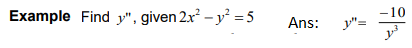 Example Find y", given 2x² – y² = 5 Ans: y"= −10/y³